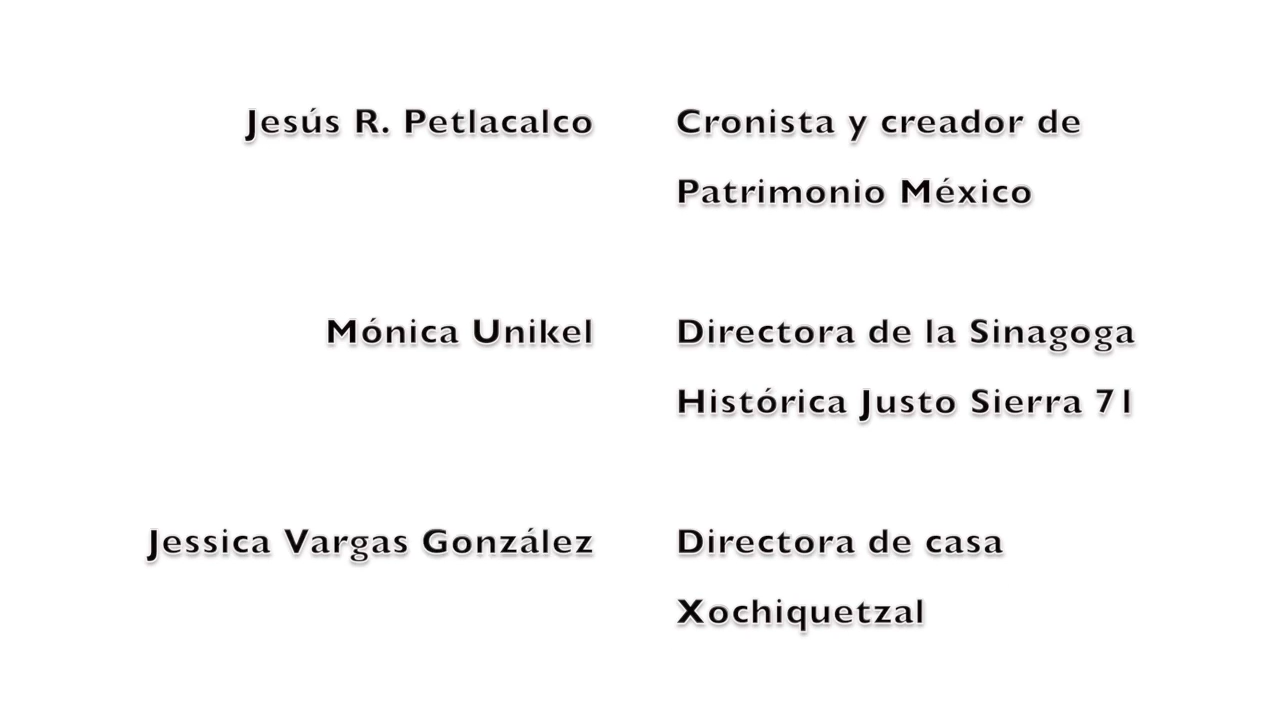 Jesús R. Petlacalco Cronista y creador de
Patrimonio México
Mónica Unikel Directora de la Sinagoga
Histórica Justo Sierra 71
Jessica Vargas González Directora de casa
Xochiquetzal